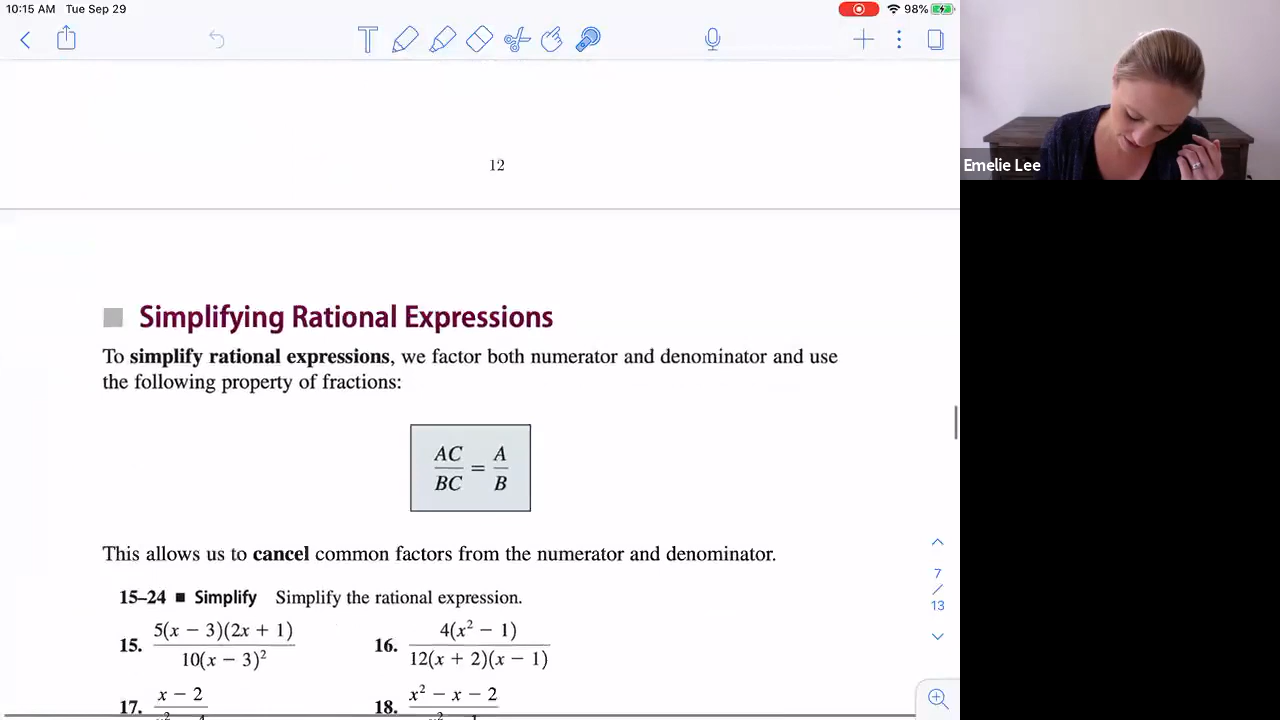 10:15 AM Tue Sep 29
98%
T
Emelie Lee
12
Simplifying Rational Expressions
To simplify rational expressions, we factor both numerator and denominator and use
the following property of fractions:
AC/BC = A/B
This allows us to cancel common factors from the numerator and denominator.
15–24 ■ Simplify Simplify the rational expression.
15. 5(x − 3)(2x + 1)/10(x − 3)² 16. 4(x² − 1)/12(x + 2)(x − 1)
17. x − 2 18. x² − x − 2
7
/
13